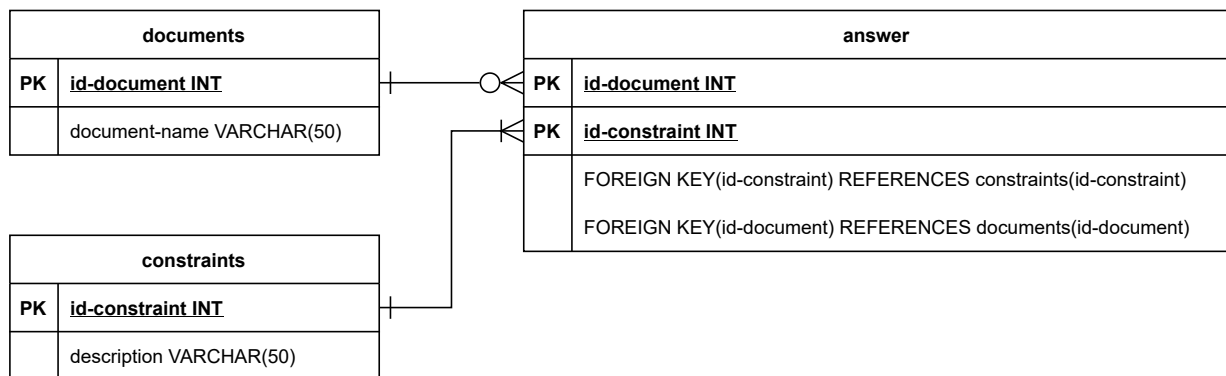 documents
PK id-document INT
document-name VARCHAR(50)
answer
PK id-document INT
PK id-constraint INT
FOREIGN KEY(id-constraint) REFERENCES constraints(id-constraint)
FOREIGN KEY(id-document) REFERENCES documents(id-document)
constraints
PK id-constraint INT
description VARCHAR(50)